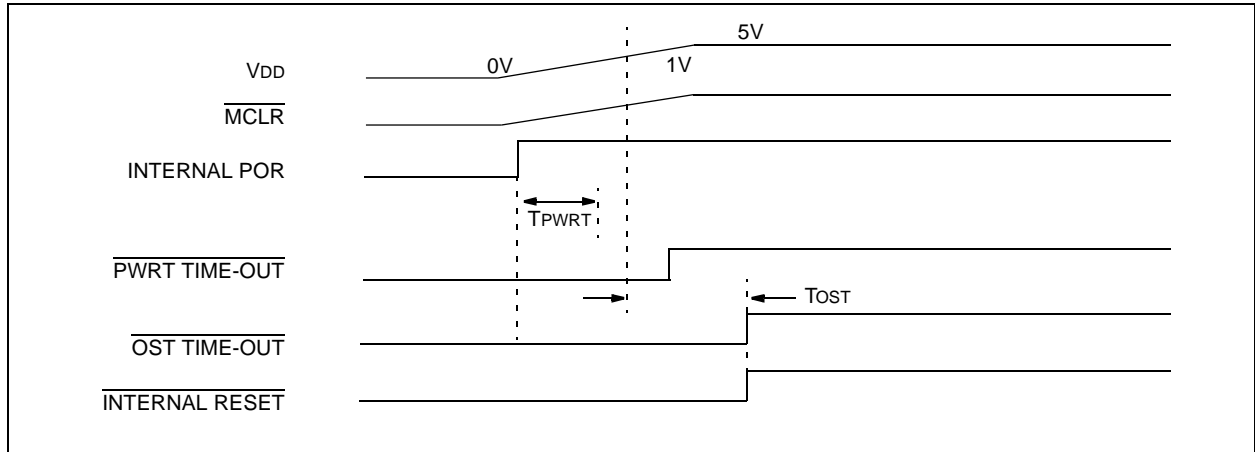 5V
VDD
0V
1V
MCLR
INTERNAL POR
TPWRT
PWRT TIME-OUT
TOST
OST TIME-OUT
INTERNAL RESET